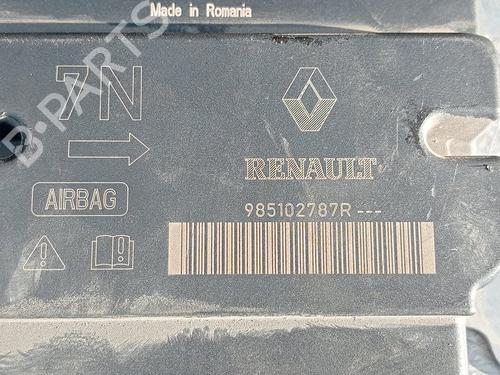 Made in Romania
7N
RENAULT
AIRBAG
985102787R ---
B-PARTS